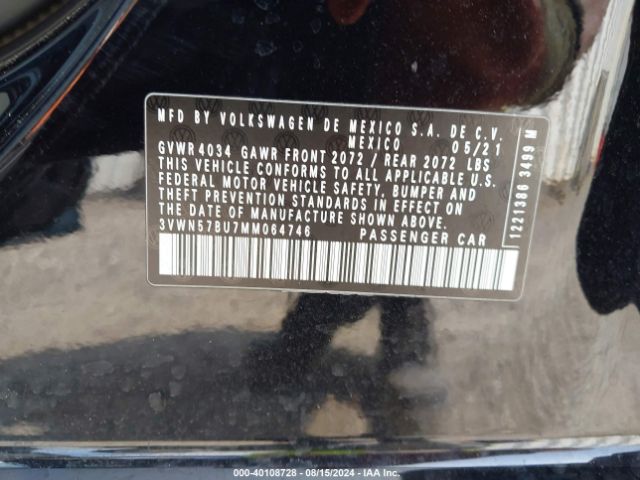 MFD BY VOLKSWAGEN DE MEXICO S.A. DE C.V.
MEXICO 05/21
GVWR 4034 GAWR FRONT 2072 / REAR 2072 LBS
THIS VEHICLE CONFORMS TO ALL APPLICABLE U.S.
FEDERAL MOTOR VEHICLE SAFETY, BUMPER AND
THEFT PREVENTION STANDARDS IN EFFECT ON
THE DATE OF MANUFACTURE SHOWN ABOVE.
3VWN57BU7MM064746 PASSENGER CAR
1221386 3499 M
000-40108728 - 08/15/2024 - IAA Inc.